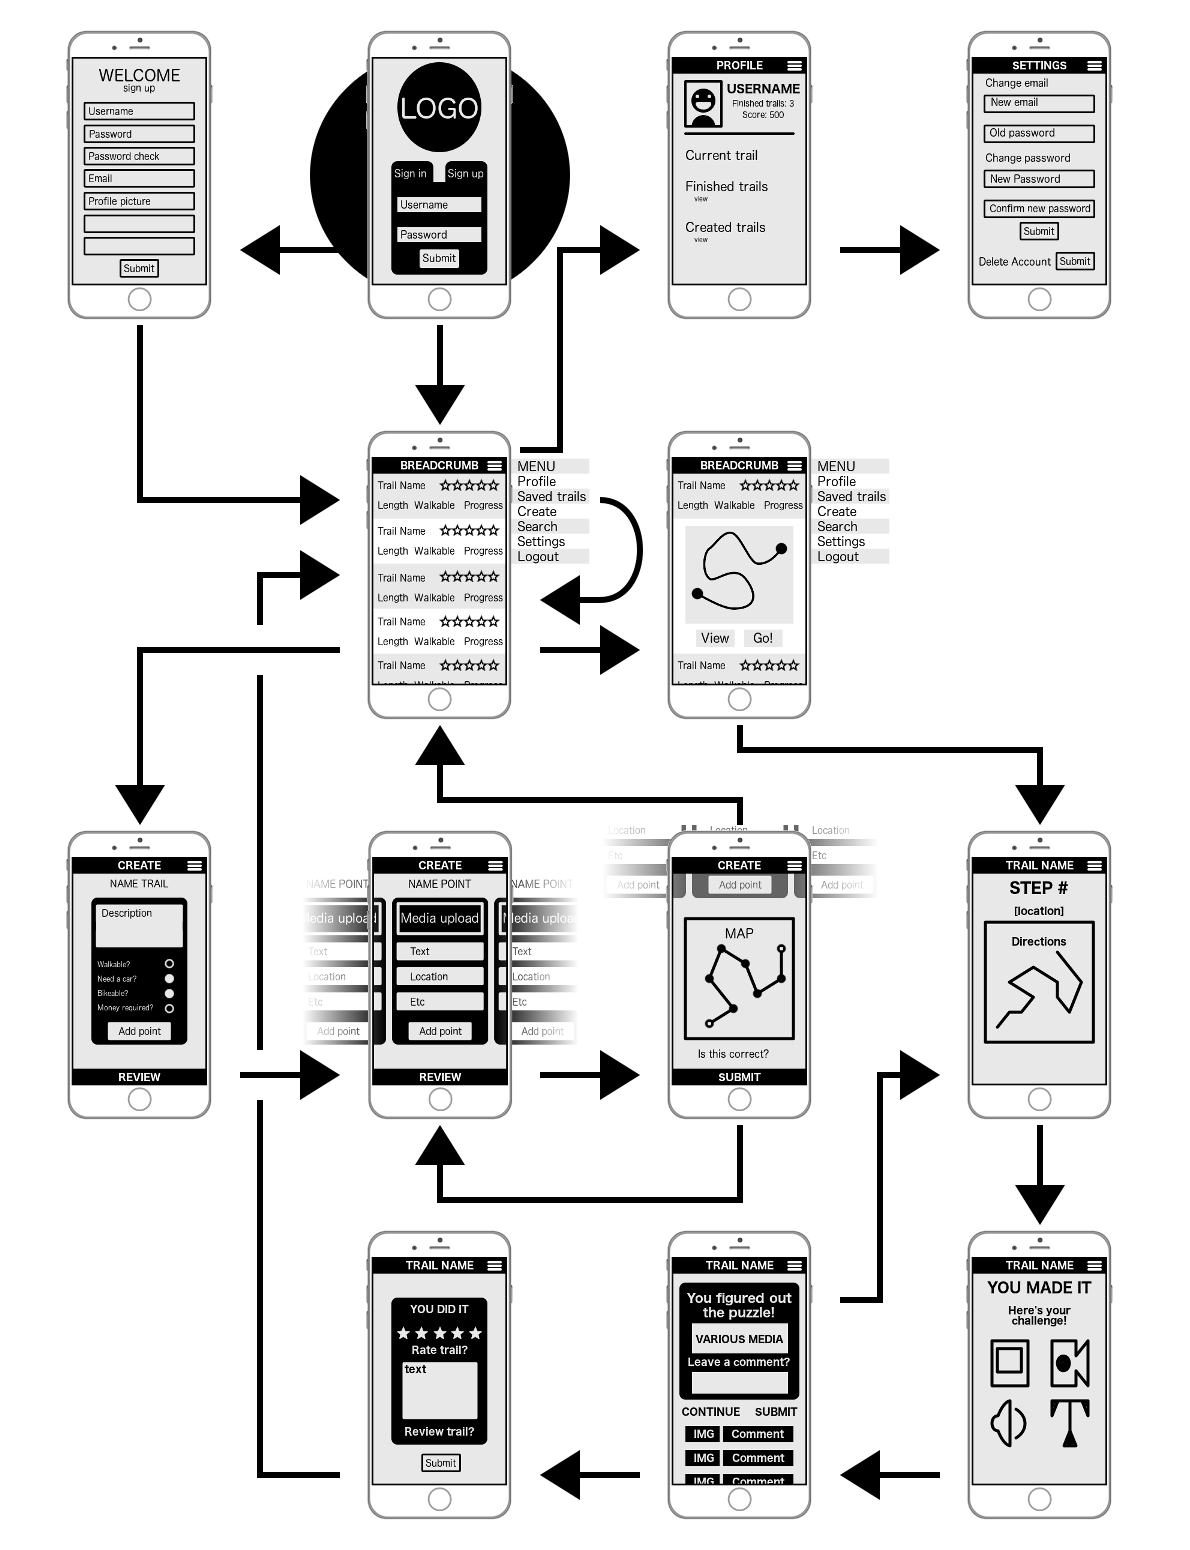 WELCOME
sign up
Username
Password
Password check
Email
Profile picture
Submit
LOGO
Sign in
Sign up
Username
Password
Submit
PROFILE
USERNAME
Finished trails: 3
Score: 500
Current trail
Finished trails
view
Created trails
view
SETTINGS
Change email
New email
Old password
Change password
New Password
Confirm new password
Submit
Delete Account
Submit
BREADCRUMB
Trail Name
Length Walkable Progress
Trail Name
Length Walkable Progress
Trail Name
Length Walkable Progress
Trail Name
Length Walkable Progress
Trail Name
Length Walkable Progress
MENU
Profile
Saved trails
Create
Search
Settings
Logout
BREADCRUMB
Trail Name
Length Walkable Progress
View
Go!
Trail Name
Length Walkable Progress
MENU
Profile
Saved trails
Create
Search
Settings
Logout
CREATE
NAME TRAIL
Description
Walkable?
Need a car?
Bikeable?
Money required?
Add point
REVIEW
NAME POINT
Media upload
Text
Location
Etc
Add point
CREATE
NAME POINT
Media upload
Text
Location
Etc
Add point
REVIEW
NAME POINT
Media upload
Text
Location
Etc
Add point
Location
Etc
Add point
Location
CREATE
Add point
MAP
Is this correct?
SUBMIT
Location
Etc
Add point
TRAIL NAME
STEP #
[location]
Directions
TRAIL NAME
YOU DID IT
Rate trail?
text
Review trail?
Submit
TRAIL NAME
You figured out
the puzzle!
VARIOUS MEDIA
Leave a comment?
CONTINUE SUBMIT
IMG Comment
IMG Comment
IMG Comment
TRAIL NAME
YOU MADE IT
Here's your
challenge!